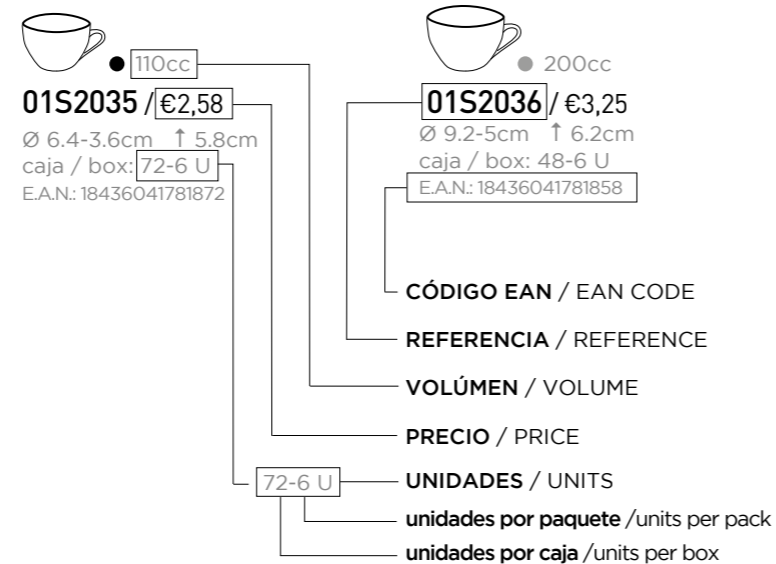 110cc
01S2035 / €2,58
Ø 6.4-3.6cm ↑ 5.8cm
caja / box: 72-6 U
E.A.N.: 18436041781872
200cc
01S2036 / €3,25
Ø 9.2-5cm ↑ 6.2cm
caja / box: 48-6 U
E.A.N.: 18436041781858
CÓDIGO EAN / EAN CODE
REFERENCIA / REFERENCE
VOLÚMEN / VOLUME
PRECIO / PRICE
72-6 U UNIDADES / UNITS
unidades por paquete /units per pack
unidades por caja /units per box